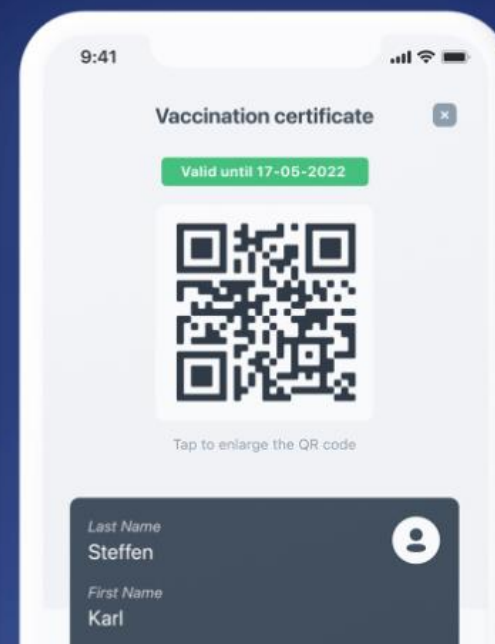 9:41
Vaccination certificate
Valid until 17-05-2022
Tap to enlarge the QR code
Last Name
Steffen
First Name
Karl